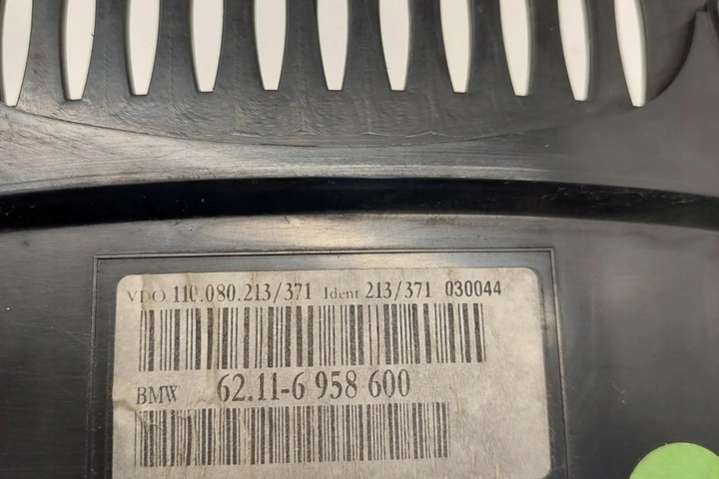 VDO 110.080.213/371 Ident 213/371 030044
BMW 62.11-6 958 600